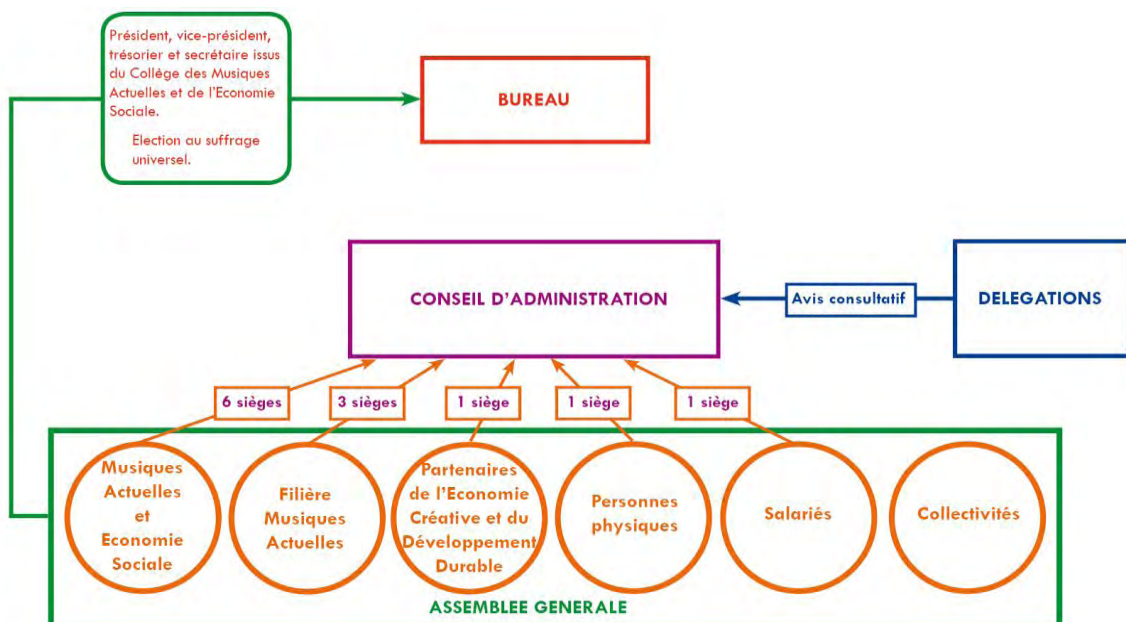 Président, vice-président,
trésorier et secrétaire issus
du Collège des Musiques
Actuelles et de l'Economie
Sociale.
Election au suffrage
universel.
BUREAU
CONSEIL D'ADMINISTRATION
Avis consultatif
DELEGATIONS
6 sièges
3 sièges
1 siège
1 siège
1 siège
Musiques
Actuelles
et
Economie
Sociale
Filière
Musiques
Actuelles
Partenaires
de l'Economie
Créative et du
Développement
Durable
Personnes
physiques
Salariés
Collectivités
ASSEMBLEE GENERALE